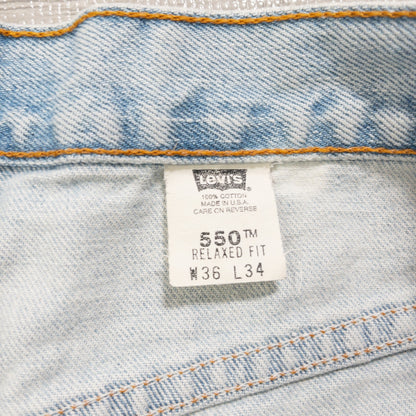 Levi's
100% COTTON
MADE IN U.S.A.
CARE ON REVERSE
550™
RELAXED FIT
W36 L34